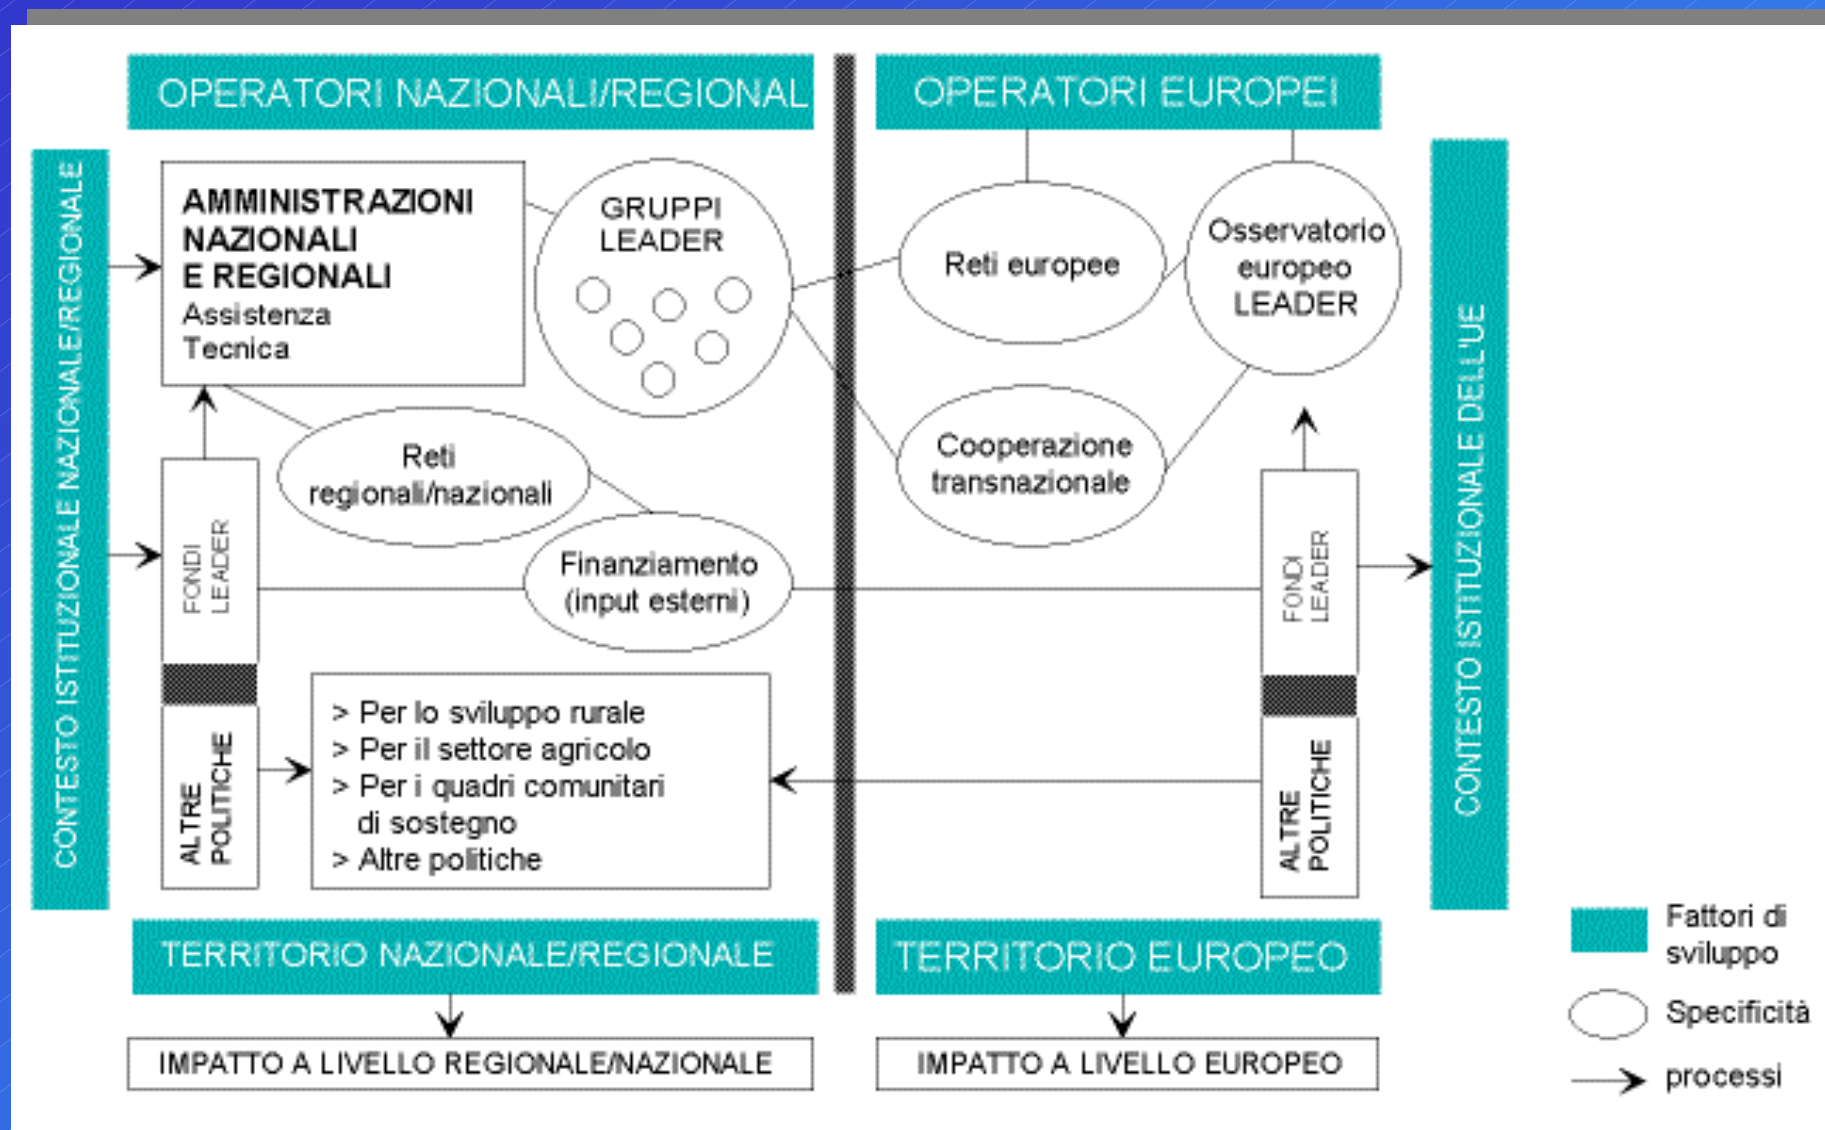 OPERATORI NAZIONALI/REGIONAL
OPERATORI EUROPEI
CONTESTO ISTITUZIONALE NAZIONALE/REGIONALE
AMMINISTRAZIONI
NAZIONALI
E REGIONALI
Assistenza
Tecnica
GRUPPI
LEADER
Reti europee
Osservatorio
europeo
LEADER
CONTESTO ISTITUZIONALE DELL'UE
Reti
regionali/nazionali
Cooperazione
transnazionale
FONDI
LEADER
Finanziamento
(input esterni)
FONDI
LEADER
ALTRE
POLITICHE
> Per lo sviluppo rurale
> Per il settore agricolo
> Per i quadri comunitari
di sostegno
> Altre politiche
ALTRE
POLITICHE
TERRITORIO NAZIONALE/REGIONALE
TERRITORIO EUROPEO
IMPATTO A LIVELLO REGIONALE/NAZIONALE
IMPATTO A LIVELLO EUROPEO
Fattori di
sviluppo
Specificità
processi